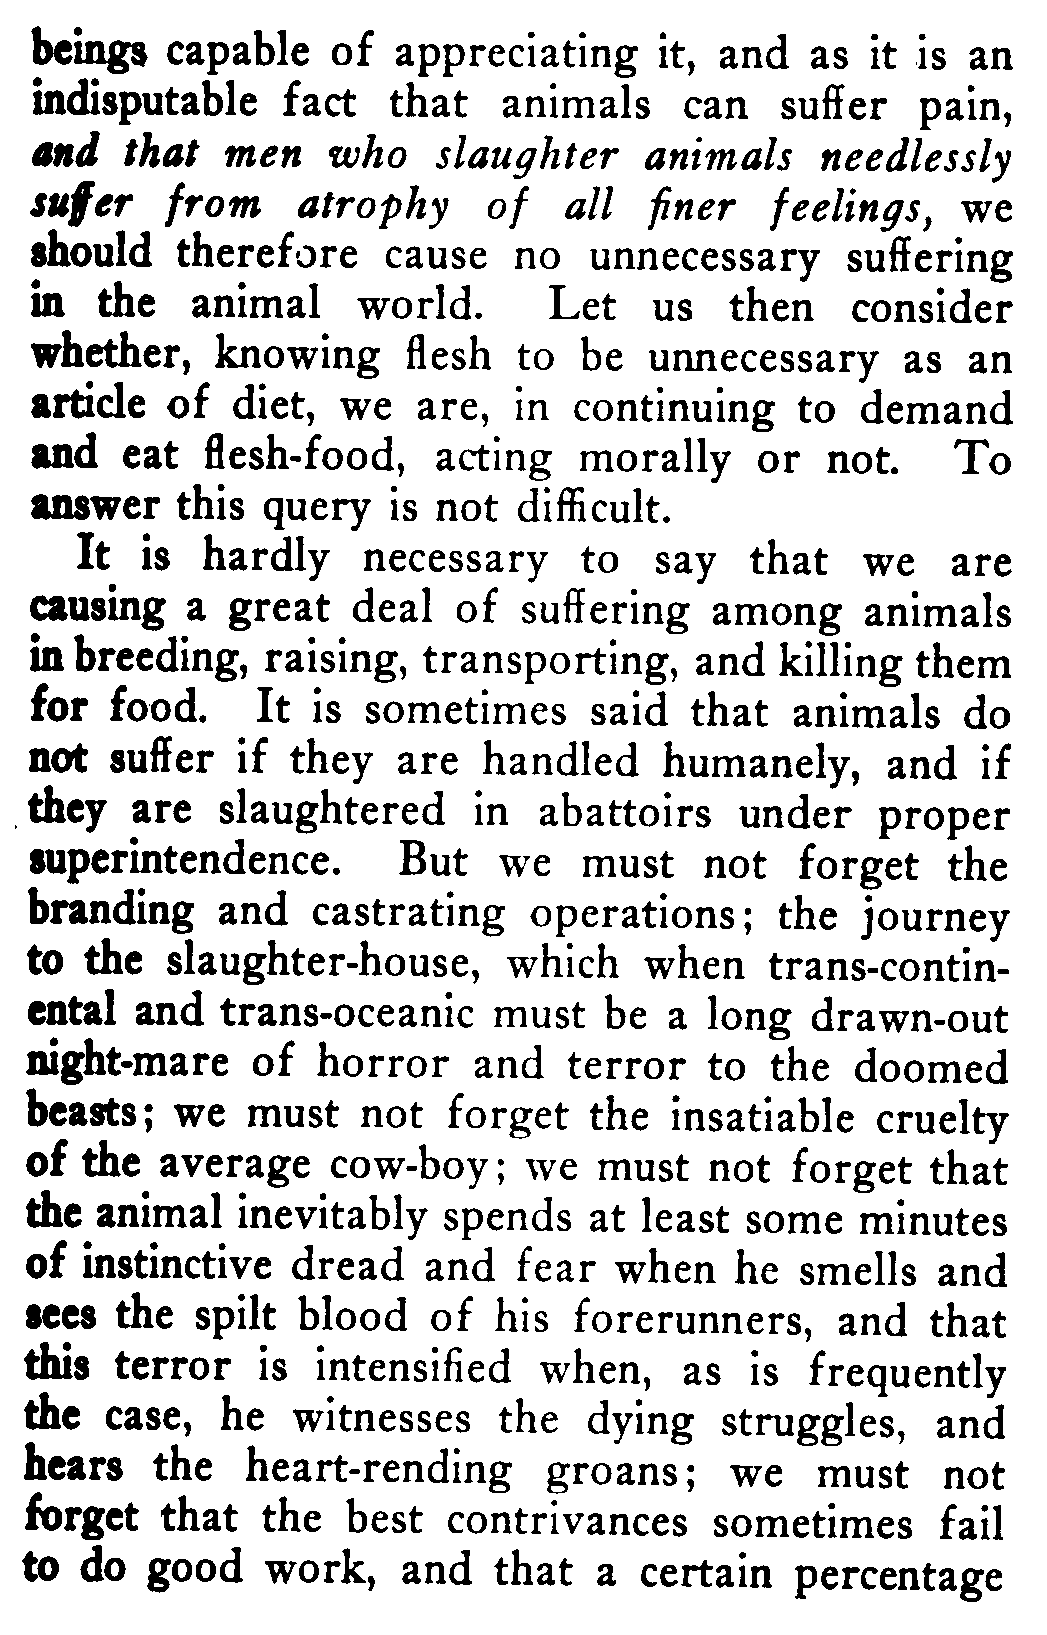 beings capable of appreciating it, and as it is an
indisputable fact that animals can suffer pain,
and that men who slaughter animals needlessly
suffer from atrophy of all finer feelings, we
should therefore cause no unnecessary suffering
in the animal world. Let us then consider
whether, knowing flesh to be unnecessary as an
article of diet, we are, in continuing to demand
and eat flesh-food, acting morally or not. To
answer this query is not difficult.
It is hardly necessary to say that we are
causing a great deal of suffering among animals
in breeding, raising, transporting, and killing them
for food. It is sometimes said that animals do
not suffer if they are handled humanely, and if
they are slaughtered in abattoirs under proper
superintendence. But we must not forget the
branding and castrating operations; the journey
to the slaughter-house, which when trans-contin-
ental and trans-oceanic must be a long drawn-out
night-mare of horror and terror to the doomed
beasts; we must not forget the insatiable cruelty
of the average cow-boy; we must not forget that
the animal inevitably spends at least some minutes
of instinctive dread and fear when he smells and
sees the spilt blood of his forerunners, and that
this terror is intensified when, as is frequently
the case, he witnesses the dying struggles, and
hears the heart-rending groans; we must not
forget that the best contrivances sometimes fail
to do good work, and that a certain percentage